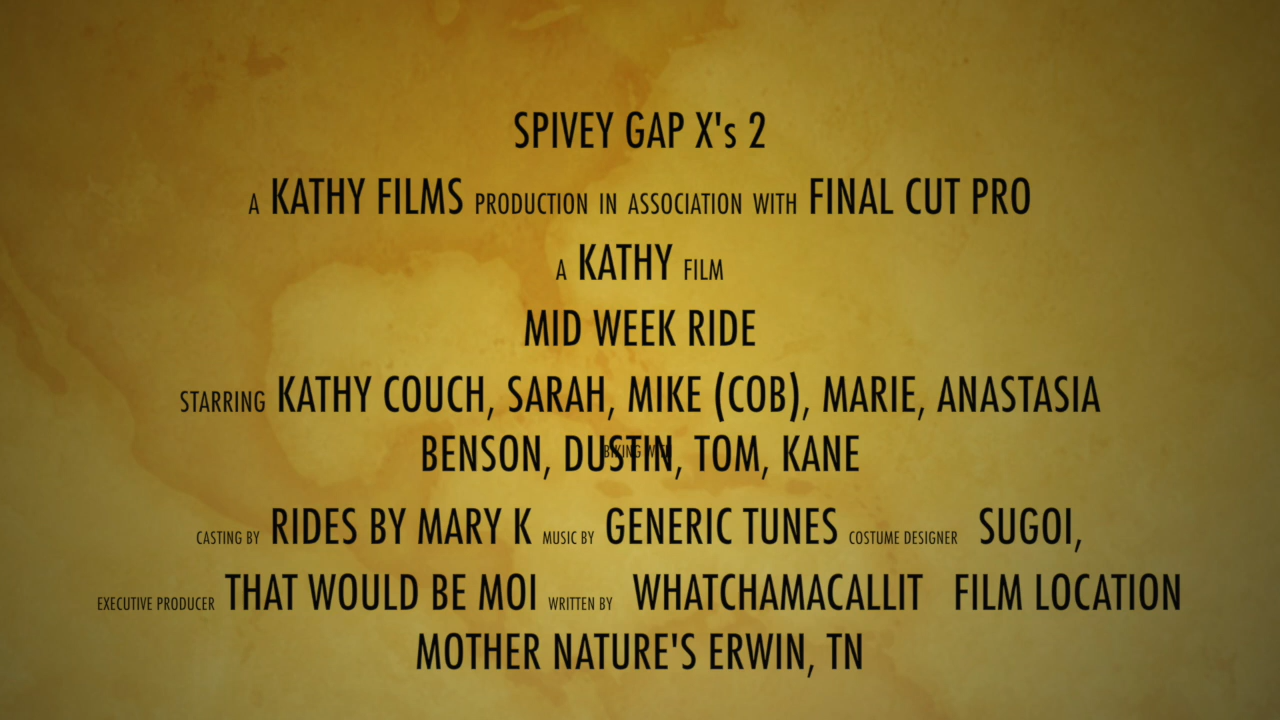 SPIVEY GAP X's 2
A KATHY FILMS PRODUCTION IN ASSOCIATION WITH FINAL CUT PRO
A KATHY FILM
MID WEEK RIDE
STARRING KATHY COUCH, SARAH, MIKE (COB), MARIE, ANASTASIA
BENSON, DUSTIN, TOM, KANE
BIKING
CASTING BY RIDES BY MARY K MUSIC BY GENERIC TUNES COSTUME DESIGNER SUGOI,
EXECUTIVE PRODUCER THAT WOULD BE MOI WRITTEN BY WHATCHAMACALLIT FILM LOCATION
MOTHER NATURE'S ERWIN, TN